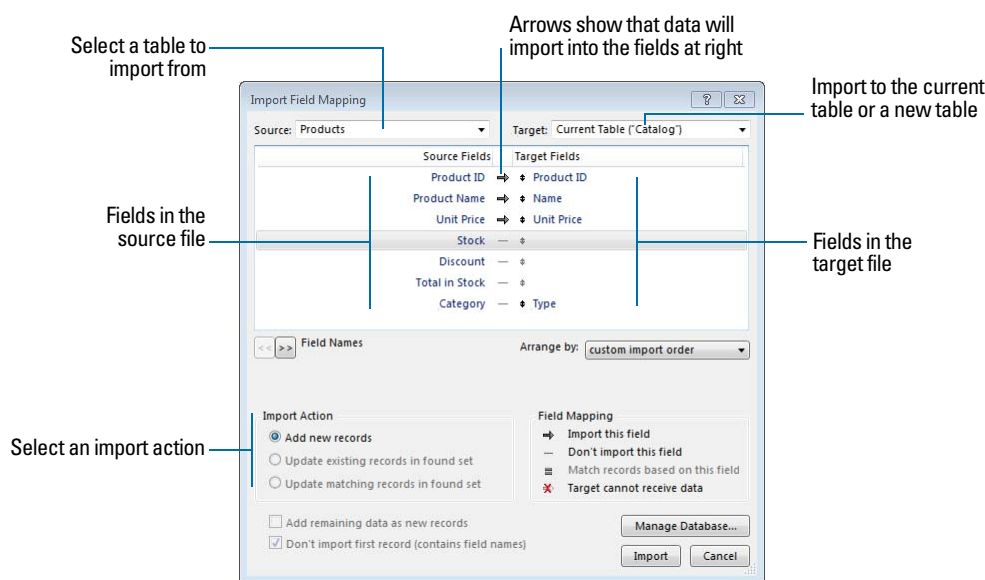 Arrows show that data will
import into the fields at right
Select a table to
import from
Import to the current
table or a new table
Import Field Mapping
Source: Products
Target: Current Table ("Catalog")
Source Fields Target Fields
Product ID Product ID
Product Name Name
Unit Price Unit Price
Stock
Discount
Total in Stock
Category Type
Fields in the
source file
Fields in the
target file
<< >> Field Names
Arrange by: custom import order
Select an import action
Import Action
Add new records
Update existing records in found set
Update matching records in found set
Field Mapping
Import this field
Don't import this field
Match records based on this field
Target cannot receive data
Add remaining data as new records
Don't import first record (contains field names)
Manage Database...
Import Cancel